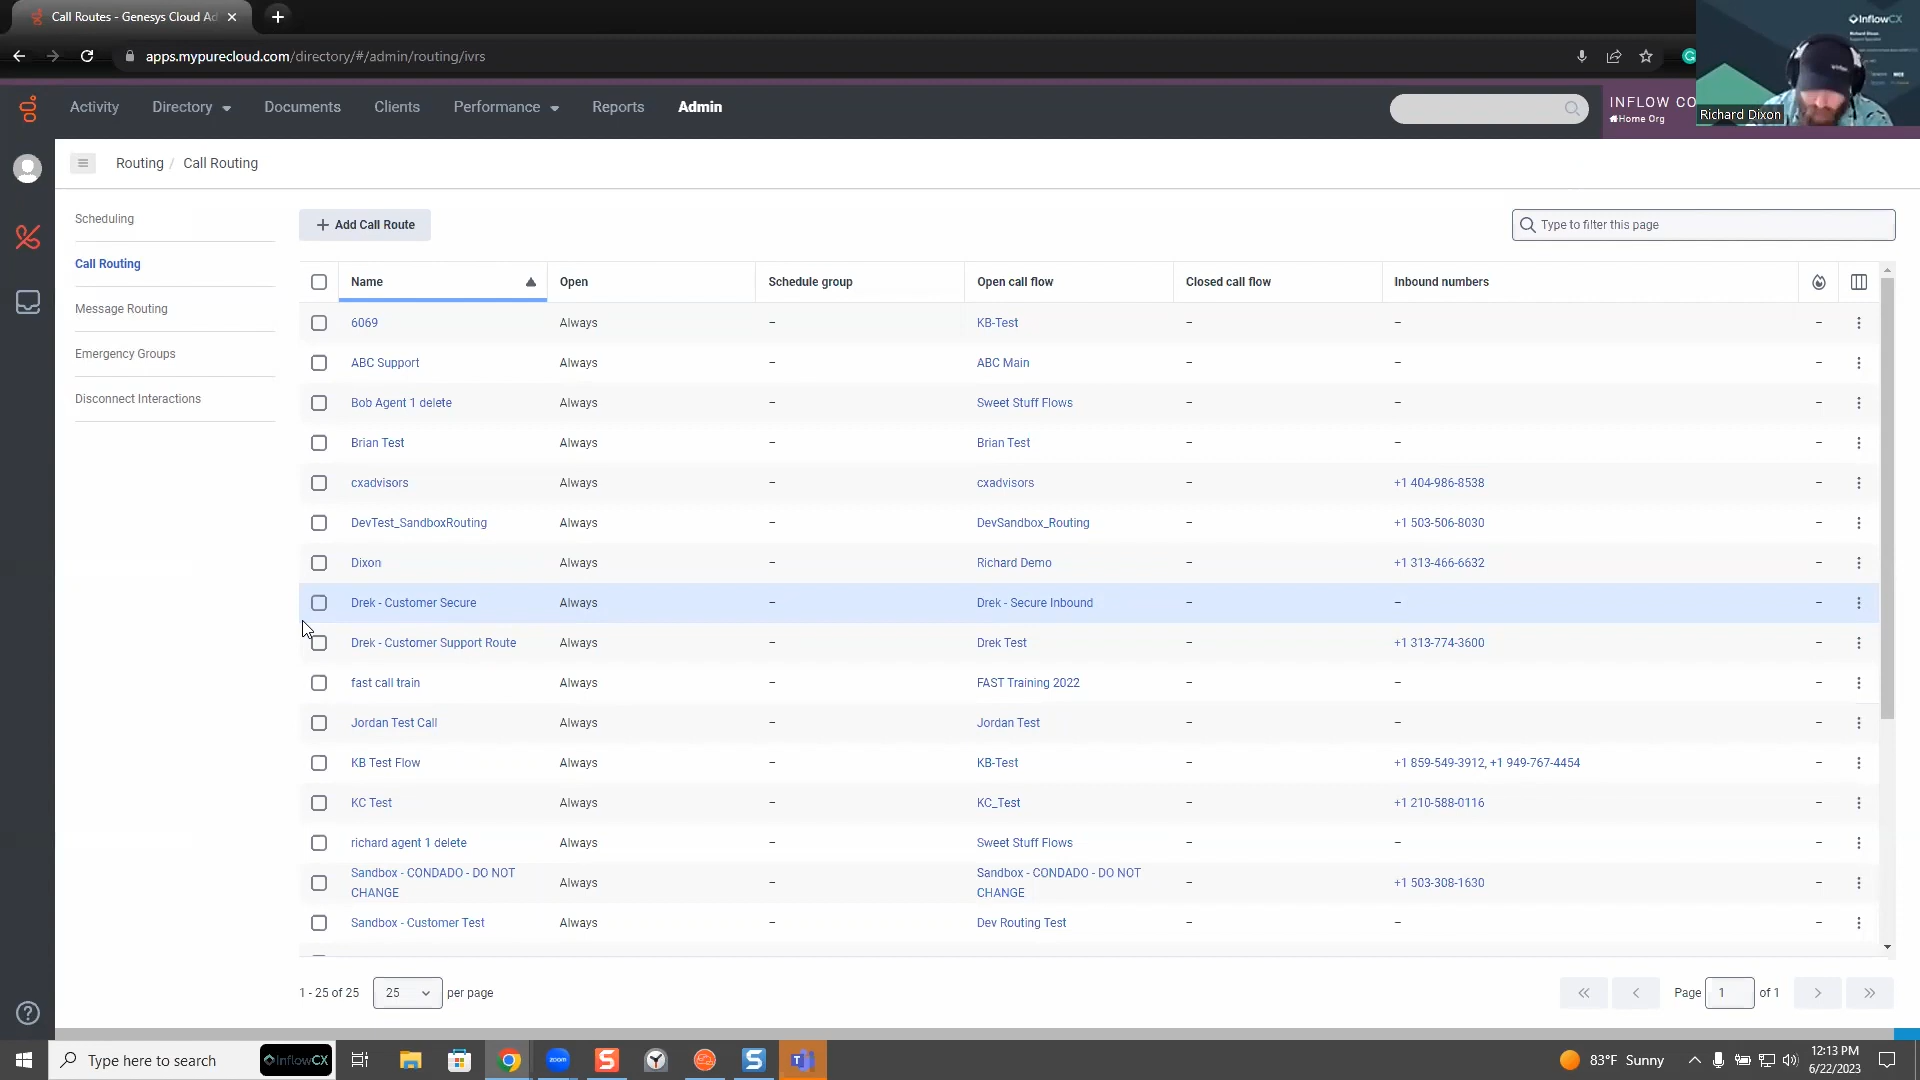 Call Routes - Genesys Cloud Ad
apps.mypurecloud.com/directory/#/admin/routing/ivrs
InflowCX
Richard Dixon
Activity
Directory
Documents
Clients
Performance
Reports
Admin
INFLOW CO
Home Org
Richard Dixon
Routing / Call Routing
Scheduling
Call Routing
Message Routing
Emergency Groups
Disconnect Interactions
+ Add Call Route
Type to filter this page
Name Open Schedule group Open call flow Closed call flow Inbound numbers
6069 Always – KB-Test – – –
ABC Support Always – ABC Main – – –
Bob Agent 1 delete Always – Sweet Stuff Flows – – –
Brian Test Always – Brian Test – – –
cxadvisors Always – cxadvisors – +1 404-986-8538 –
DevTest_SandboxRouting Always – DevSandbox_Routing – +1 503-506-8030 –
Dixon Always – Richard Demo – +1 313-466-6632 –
Drek - Customer Secure Always – Drek - Secure Inbound – – –
Drek - Customer Support Route Always – Drek Test – +1 313-774-3600 –
fast call train Always – FAST Training 2022 – – –
Jordan Test Call Always – Jordan Test – – –
KB Test Flow Always – KB-Test – +1 859-549-3912, +1 949-767-4454 –
KC Test Always – KC_Test – +1 210-588-0116 –
richard agent 1 delete Always – Sweet Stuff Flows – – –
Sandbox - CONDADO - DO NOT CHANGE Always – Sandbox - CONDADO - DO NOT CHANGE – +1 503-308-1630 –
Sandbox - Customer Test Always – Dev Routing Test – – –
1 - 25 of 25 25 per page
Page 1 of 1
Type here to search
InflowCX
zoom
83°F Sunny
12:13 PM
6/22/2023